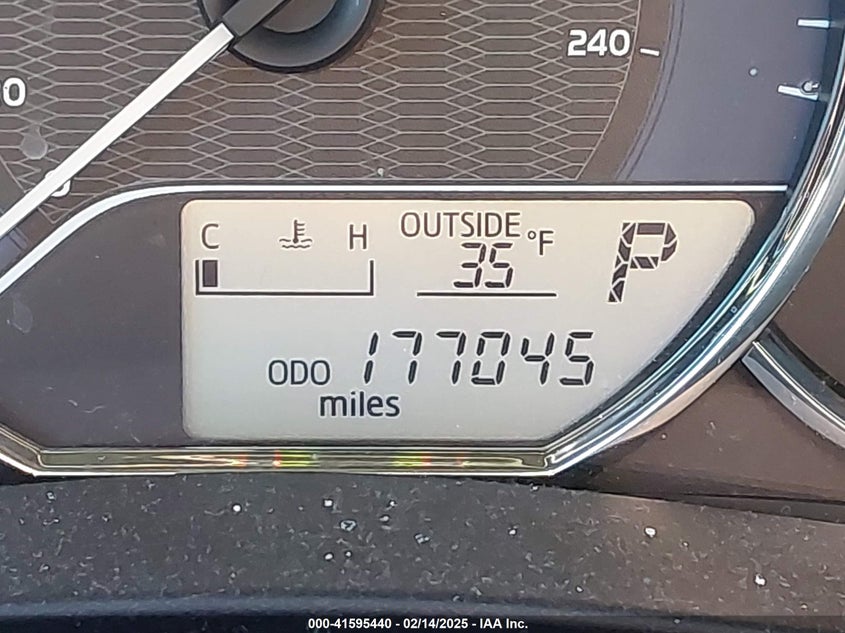 240
C H
OUTSIDE
35 °F
P
ODO 177045
miles
000-41595440 - 02/14/2025 - IAA Inc.